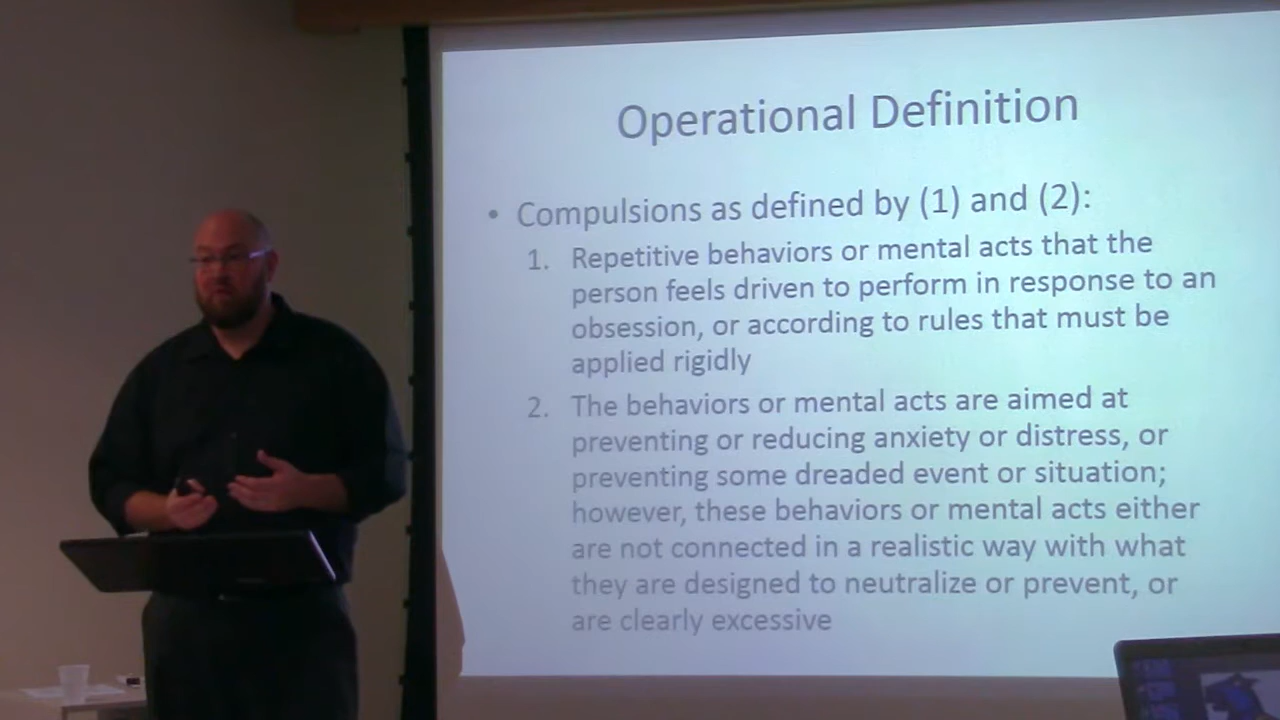 Operational Definition
• Compulsions as defined by (1) and (2):
1. Repetitive behaviors or mental acts that the
person feels driven to perform in response to an
obsession, or according to rules that must be
applied rigidly
2. The behaviors or mental acts are aimed at
preventing or reducing anxiety or distress, or
preventing some dreaded event or situation;
however, these behaviors or mental acts either
are not connected in a realistic way with what
they are designed to neutralize or prevent, or
are clearly excessive